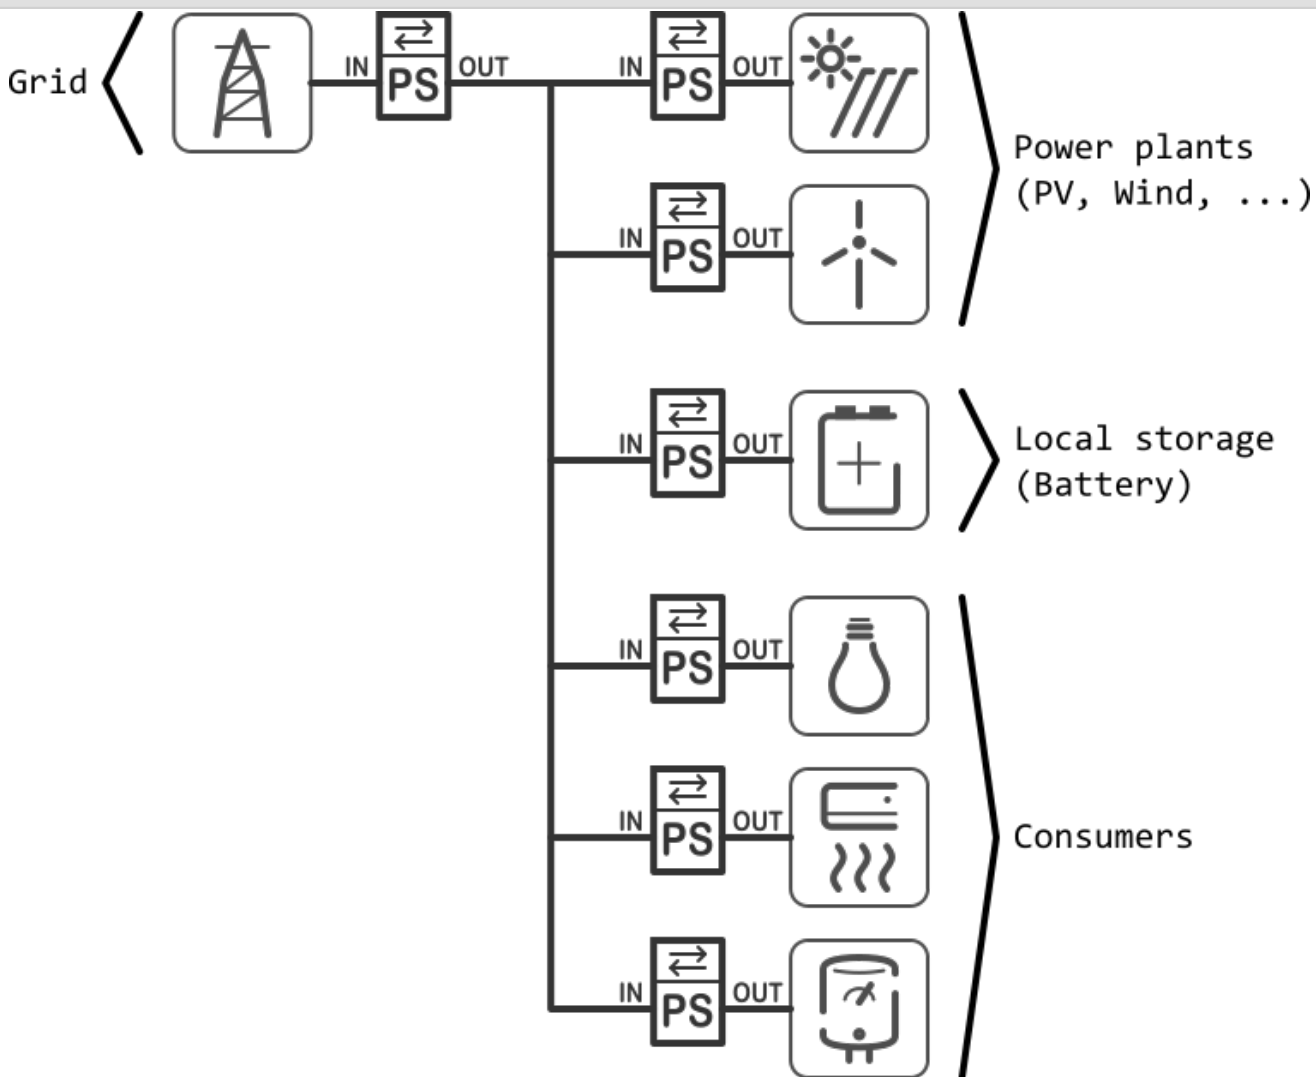 Grid
IN PS OUT
IN PS OUT
Power plants
(PV, Wind, ...)
IN PS OUT
IN PS OUT
Local storage
(Battery)
IN PS OUT
IN PS OUT
Consumers
IN PS OUT